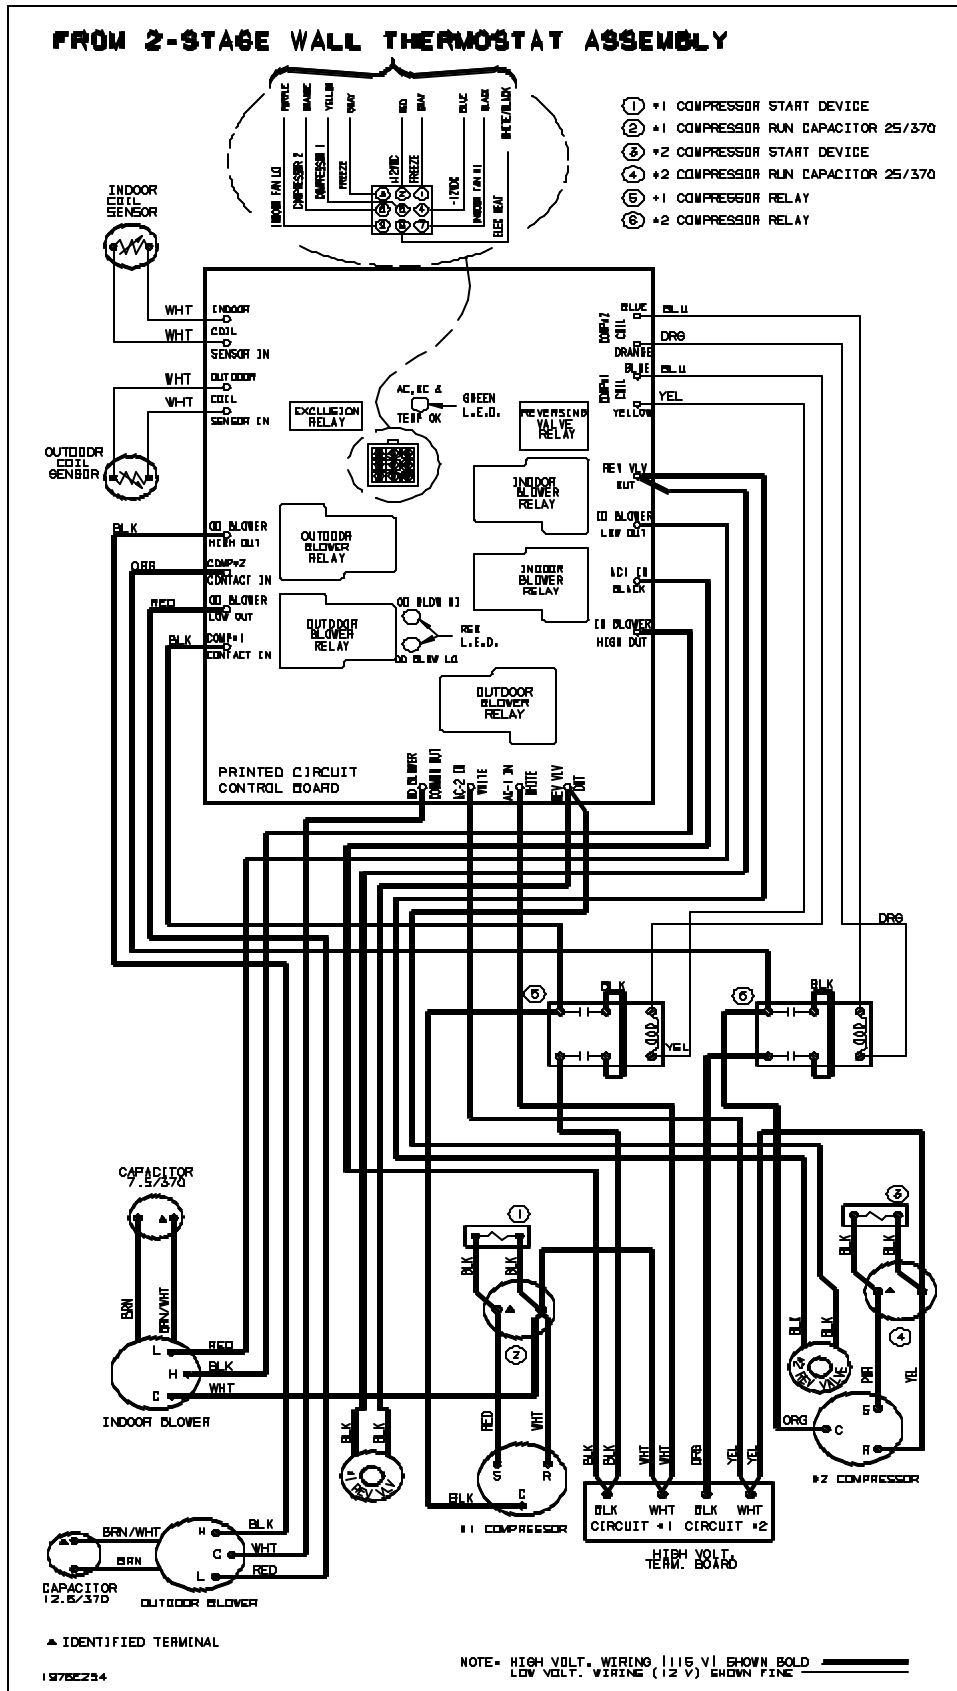 FROM 2-STAGE WALL THERMOSTAT ASSEMBLY
PURPLE
ORANGE
YELLOW
GRAY
RED
GRAY
BLUE
BLACK
WHITE/BLACK
INDOOR FAN LO
COMPRESSOR 2
COMPRESSOR 1
FREEZE
+12VDC
FREEZE
-12VDC
INDOOR FAN HI
ELEC HEAT
1 #1 COMPRESSOR START DEVICE
2 #1 COMPRESSOR RUN CAPACITOR 25/370
3 #2 COMPRESSOR START DEVICE
4 #2 COMPRESSOR RUN CAPACITOR 25/370
5 #1 COMPRESSOR RELAY
6 #2 COMPRESSOR RELAY
INDOOR
COIL
SENSOR
WHT
WHT
INDOOR
COIL
SENSOR IN
WHT
WHT
OUTDOOR
COIL
SENSOR IN
OUTDOOR
COIL
SENSOR
EXCLUSION
RELAY
AC,DC &
TEMP OK
GREEN
L.E.D.
REVERSING
VALVE
RELAY
BLUE
COMP#2
COIL
ORANGE
BLUE
COMP#1
COIL
YELLOW
BLU
ORG
BLU
YEL
REV VLV
OUT
INDOOR
BLOWER
RELAY
ID BLOWER
LOW OUT
BLK
OD BLOWER
HIGH OUT
OUTDOOR
BLOWER
RELAY
ORG
COMP#2
CONTACT IN
INDOOR
BLOWER
RELAY
AC1 IN
BLACK
RED
OD BLOWER
LOW OUT
OUTDOOR
BLOWER
RELAY
OD BLOW HI
RED
L.E.D.
OD BLOW LO
ID BLOWER
HIGH OUT
BLK
COMP#1
CONTACT IN
OUTDOOR
BLOWER
RELAY
PRINTED CIRCUIT
CONTROL BOARD
OD BLOWER
COMMON OUT
AC-2 IN
WHITE
AC-1 IN
WHITE
REV VLV
OUT
ORG
5
BLK
YEL
6
BLK
CAPACITOR
7.5/370
BRN
BRN/WHT
L
RED
H
BLK
C
WHT
INDOOR BLOWER
1
BLK
BLK
2
RED
WHT
S
R
C
BLK
#1 COMPRESSOR
BLK
BLK
#1 REV VLV
3
BLK
BLK
4
BLK
BLK
#2 REV VALVE
PUR
YEL
ORG
C
S
R
#2 COMPRESSOR
BLK
BLK
WHT
WHT
ORG
YEL
YEL
BLK WHT BLK WHT
CIRCUIT #1 CIRCUIT #2
HIGH VOLT.
TERM. BOARD
BRN/WHT
BRN
CAPACITOR
12.5/370
H
BLK
C
WHT
L
RED
OUTDOOR BLOWER
▲ IDENTIFIED TERMINAL
1976E254
NOTE- HIGH VOLT. WIRING (115 V) SHOWN BOLD
LOW VOLT. WIRING (12 V) SHOWN FINE